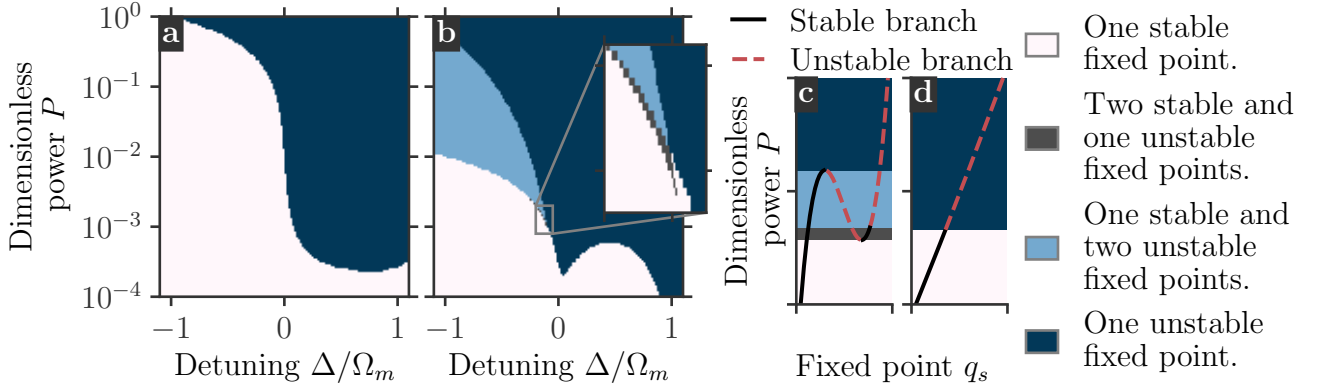 Dimensionless
power P
10^0
10^{-1}
10^{-2}
10^{-3}
10^{-4}
a
−1
0
1
Detuning Δ/Ω_m
b
−1
0
1
Detuning Δ/Ω_m
Stable branch
Unstable branch
Dimensionless
power P
c
d
Fixed point q_s
One stable
fixed point.
Two stable and
one unstable
fixed points.
One stable and
two unstable
fixed points.
One unstable
fixed point.